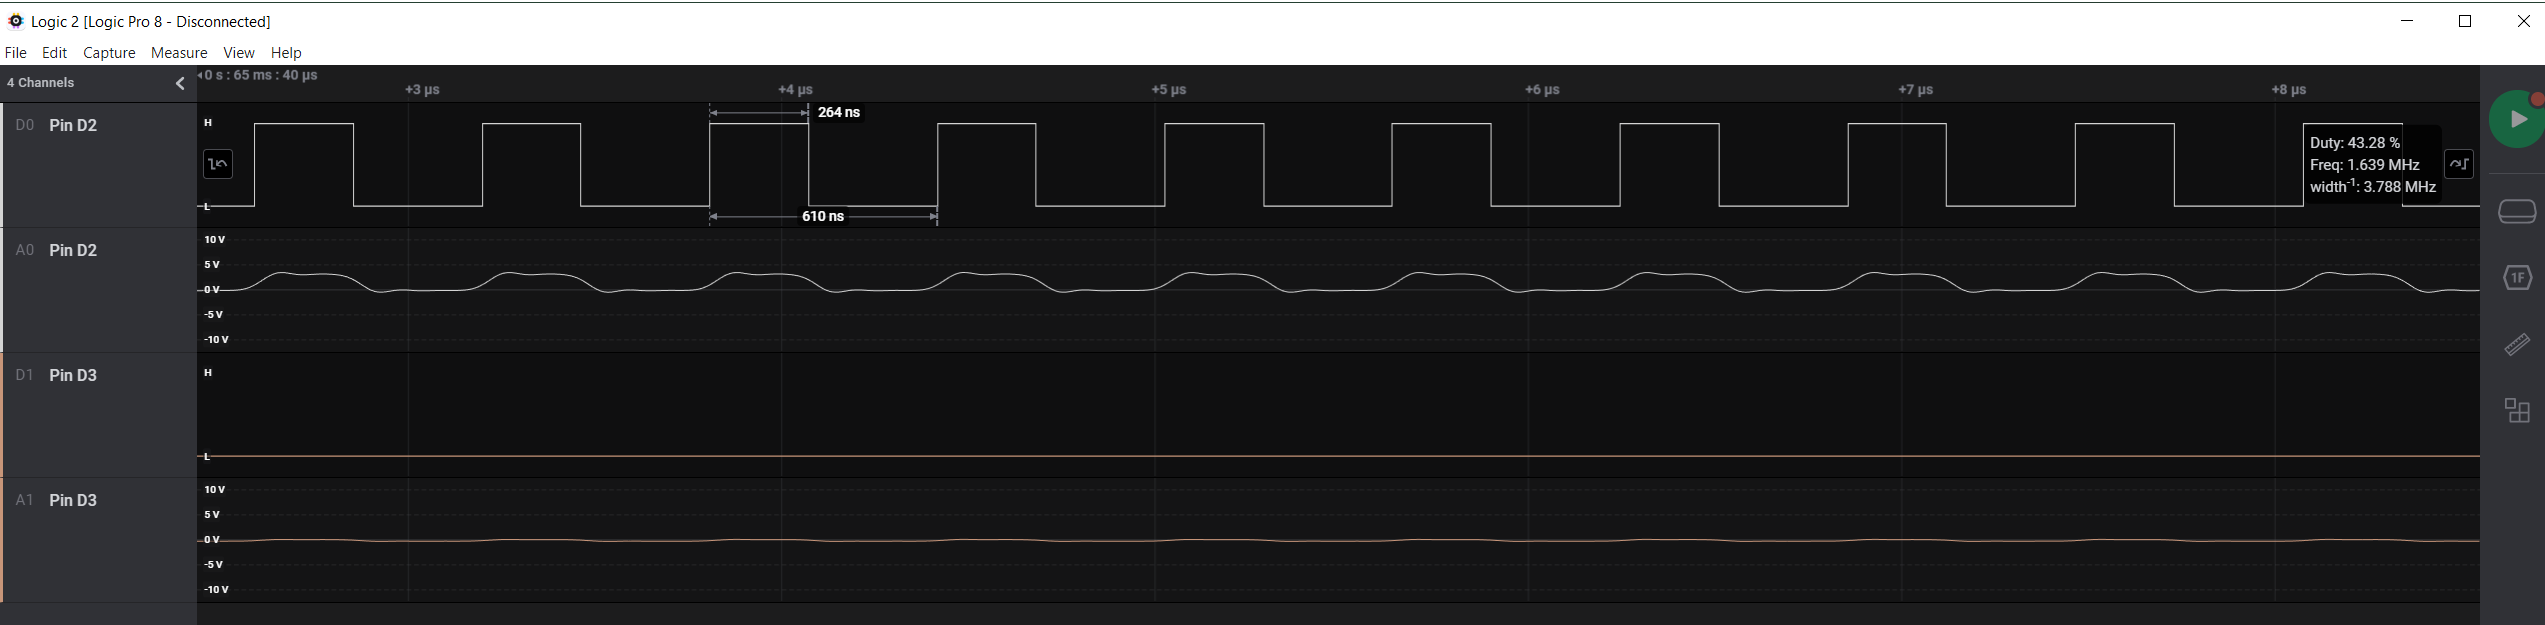 Logic 2 [Logic Pro 8 - Disconnected]
File Edit Capture Measure View Help
4 Channels
0 s : 65 ms : 40 µs
+3 µs +4 µs +5 µs +6 µs +7 µs +8 µs
D0 Pin D2
H
L
264 ns
610 ns
Duty: 43.28 %
Freq: 1.639 MHz
width⁻¹: 3.788 MHz
A0 Pin D2
10 V
5 V
0 V
-5 V
-10 V
D1 Pin D3
H
L
A1 Pin D3
10 V
5 V
0 V
-5 V
-10 V
1F